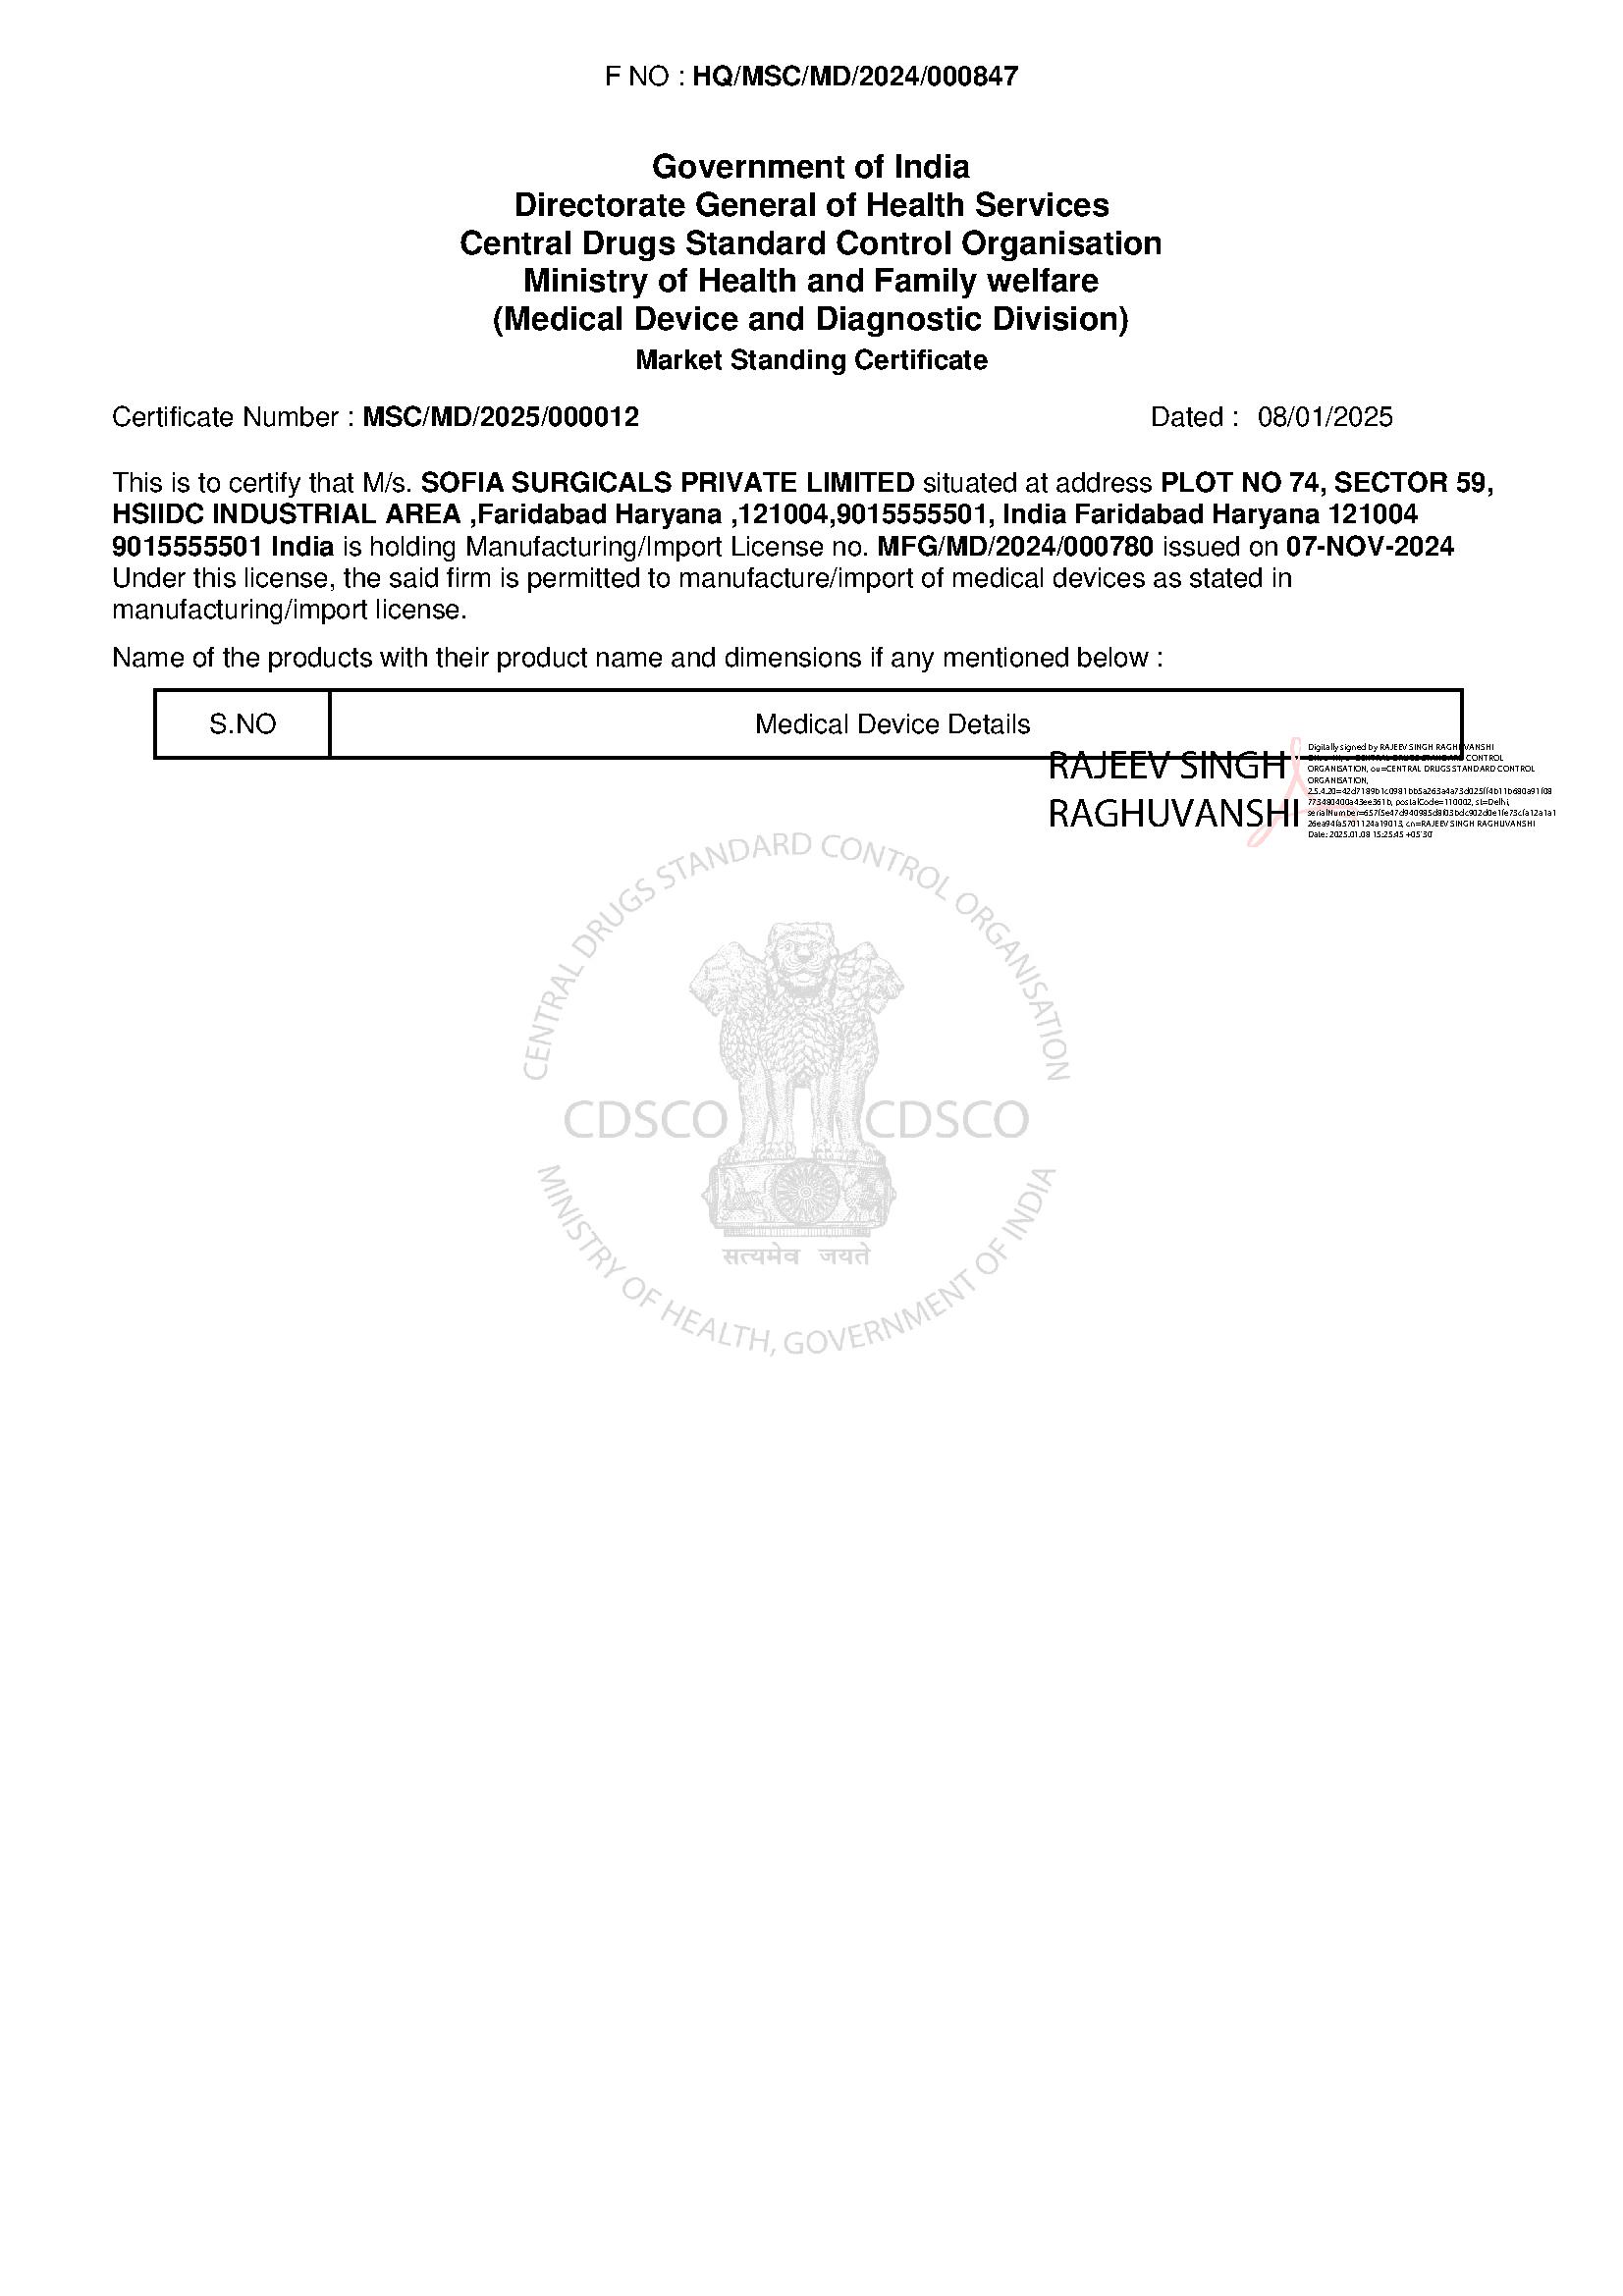 F NO : HQ/MSC/MD/2024/000847
Government of India
Directorate General of Health Services
Central Drugs Standard Control Organisation
Ministry of Health and Family welfare
(Medical Device and Diagnostic Division)
Market Standing Certificate
Certificate Number : MSC/MD/2025/000012 Dated : 08/01/2025
This is to certify that M/s. SOFIA SURGICALS PRIVATE LIMITED situated at address PLOT NO 74, SECTOR 59,
HSIIDC INDUSTRIAL AREA ,Faridabad Haryana ,121004,9015555501, India Faridabad Haryana 121004
9015555501 India is holding Manufacturing/Import License no. MFG/MD/2024/000780 issued on 07-NOV-2024
Under this license, the said firm is permitted to manufacture/import of medical devices as stated in
manufacturing/import license.
Name of the products with their product name and dimensions if any mentioned below :
S.NO Medical Device Details
RAJEEV SINGH
RAGHUVANSHI
Digitally signed by RAJEEV SINGH RAGHUVANSHI
CENTRAL DRUGS STANDARD CONTROL
ORGANISATION, ou=CENTRAL DRUGS STANDARD CONTROL
ORGANISATION,
postalCode=110002, st=Delhi,
cn=RAJEEV SINGH RAGHUVANSHI
Date: 2025.01.08 15:25:45 +05'30'
CENTRAL DRUGS STANDARD CONTROL ORGANISATION
CDSCO CDSCO
सत्यमेव जयते
MINISTRY OF HEALTH, GOVERNMENT OF INDIA